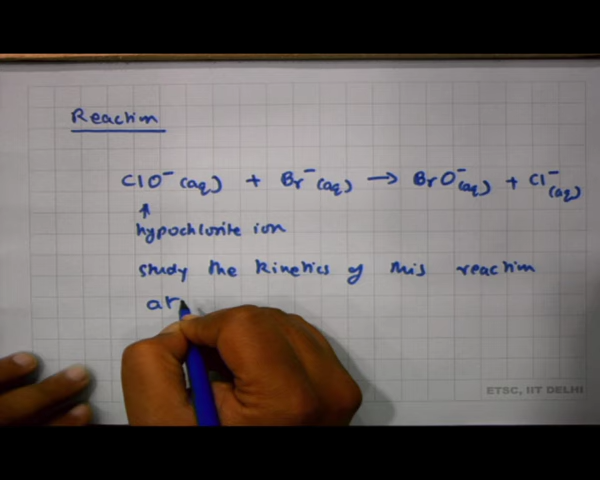 Reaction
ClO⁻(aq) + Br⁻(aq) → BrO⁻(aq) + Cl⁻(aq)
↑
hypochlorite ion
study the kinetics of this reaction
at
ETSC, IIT DELHI